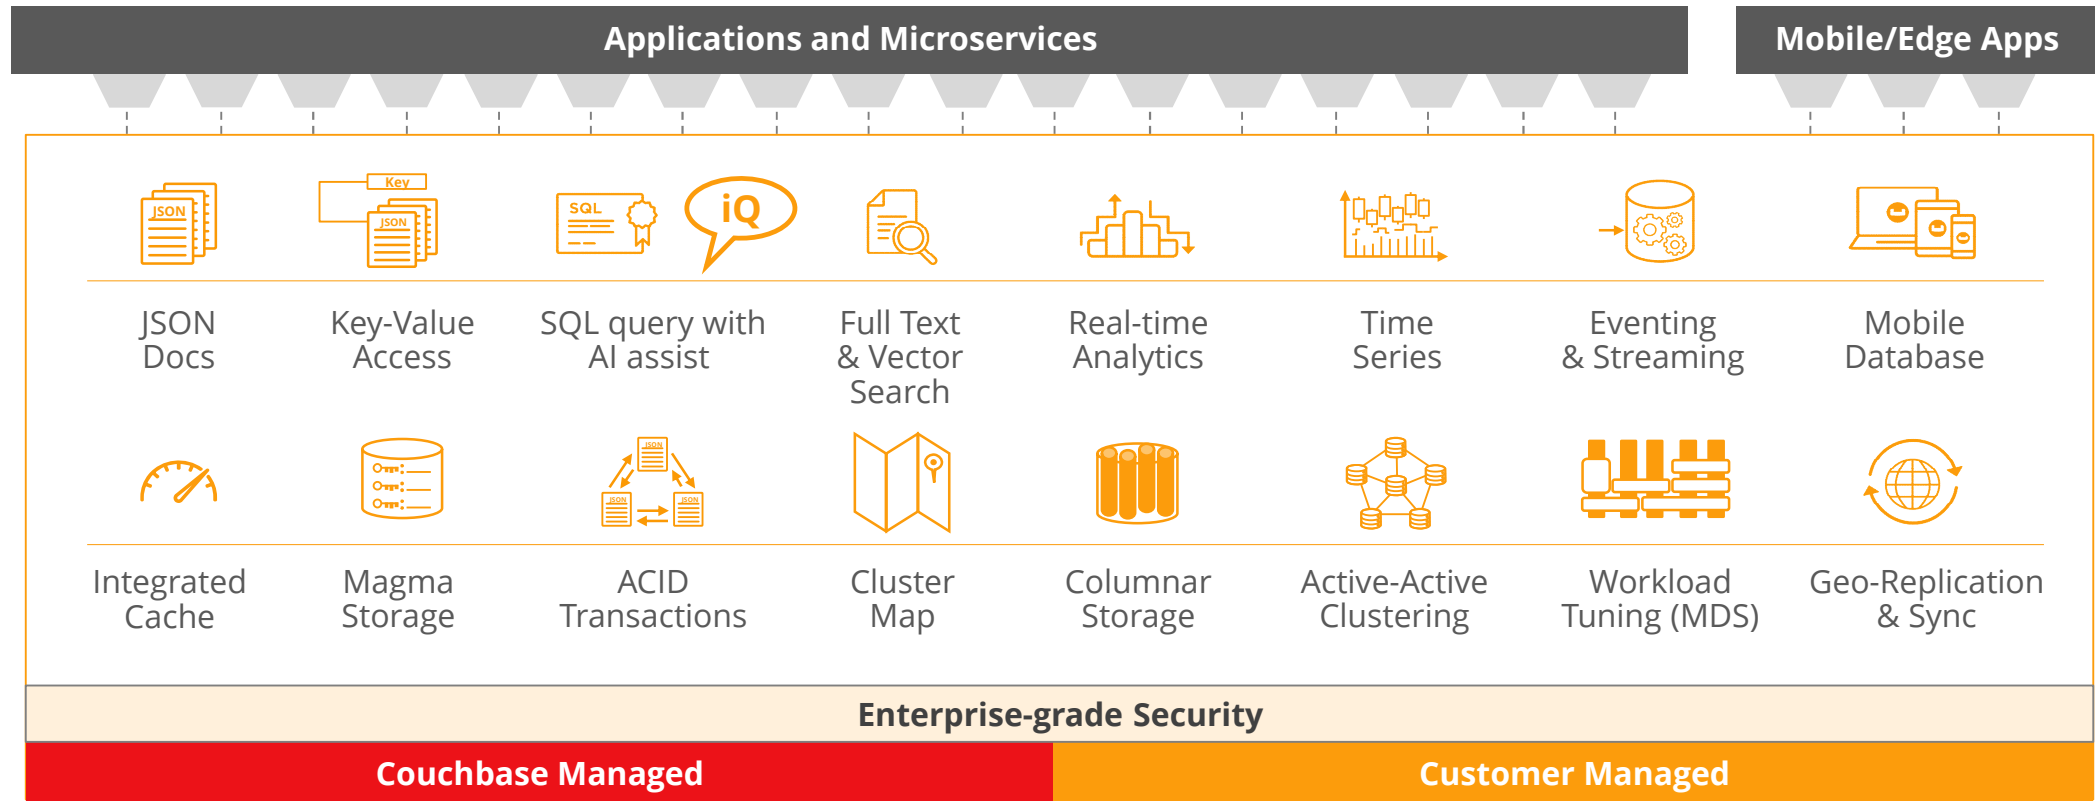 Applications and Microservices
Mobile/Edge Apps
Key
JSON
JSON
SQL
iQ
JSON
Docs
Key-Value
Access
SQL query with
AI assist
Full Text
& Vector
Search
Real-time
Analytics
Time
Series
Eventing
& Streaming
Mobile
Database
JSON
JSON
JSON
Integrated
Cache
Magma
Storage
ACID
Transactions
Cluster
Map
Columnar
Storage
Active-Active
Clustering
Workload
Tuning (MDS)
Geo-Replication
& Sync
Enterprise-grade Security
Couchbase Managed
Customer Managed